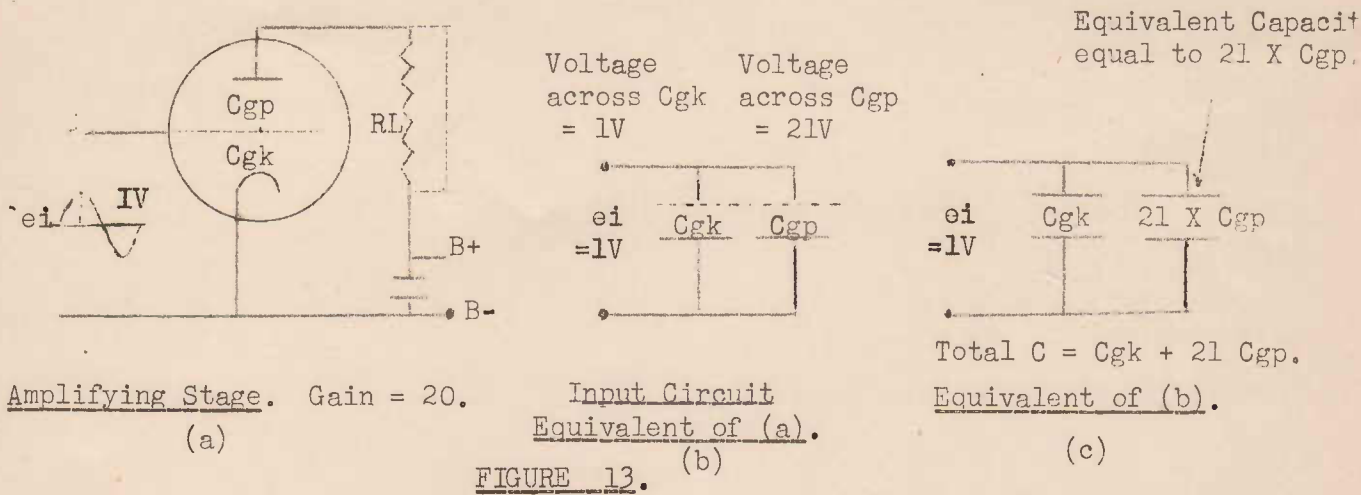 Cgp
Cgk
RL
ei
IV
B+
B-
Amplifying Stage. Gain = 20.
(a)
Voltage
across Cgk
= 1V
Voltage
across Cgp
= 21V
ei
=1V
Cgk
Cgp
Input Circuit
Equivalent of (a).
(b)
Equivalent Capacit
equal to 21 X Cgp.
ei
=1V
Cgk
21 X Cgp
Total C = Cgk + 21 Cgp.
Equivalent of (b).
(c)
FIGURE 13.